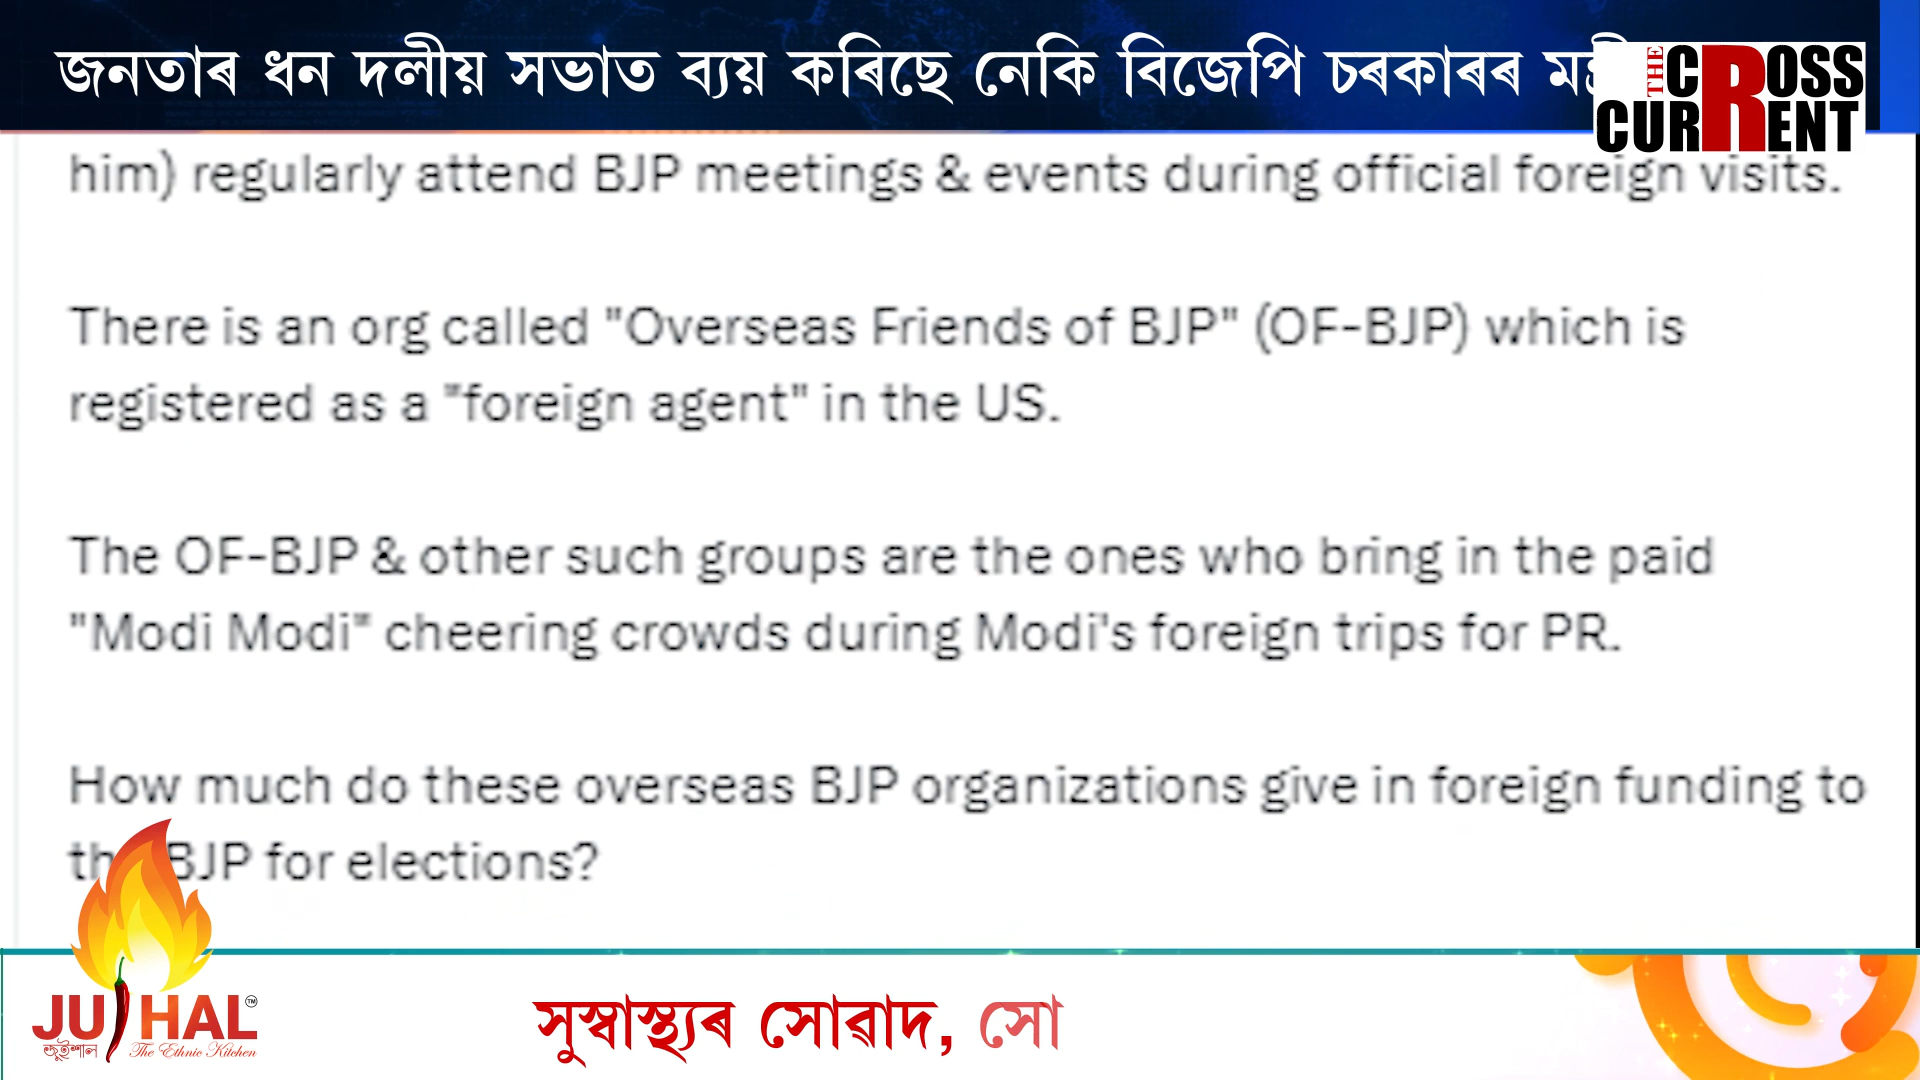 জনতাৰ ধন দলীয় সভাত ব্যয় কৰিছে নেকি বিজেপি চৰকাৰৰ
THE CROSS
CURRENT
him) regularly attend BJP meetings & events during official foreign visits.
There is an org called "Overseas Friends of BJP" (OF-BJP) which is
registered as a "foreign agent" in the US.
The OF-BJP & other such groups are the ones who bring in the paid
"Modi Modi" cheering crowds during Modi's foreign trips for PR.
How much do these overseas BJP organizations give in foreign funding to
BJP for elections?
JUIHAL™
জুইশাল The Ethnic Kitchen
সুস্বাস্থ্যৰ সোৱাদ, সো